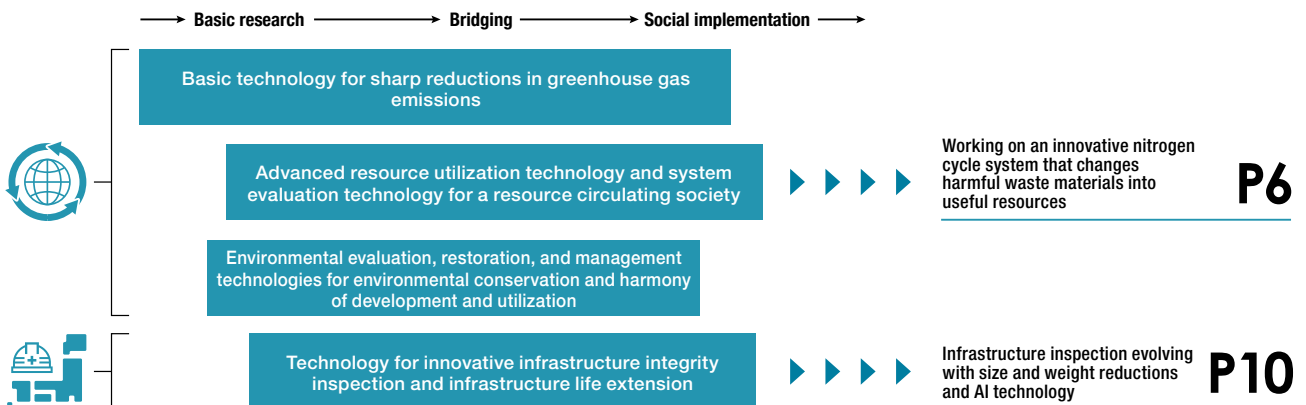 Basic research Bridging Social implementation
Basic technology for sharp reductions in greenhouse gas
emissions
Advanced resource utilization technology and system
evaluation technology for a resource circulating society
Working on an innovative nitrogen
cycle system that changes
harmful waste materials into
useful resources
P6
Environmental evaluation, restoration, and management
technologies for environmental conservation and harmony
of development and utilization
Technology for innovative infrastructure integrity
inspection and infrastructure life extension
Infrastructure inspection evolving
with size and weight reductions
and AI technology
P10